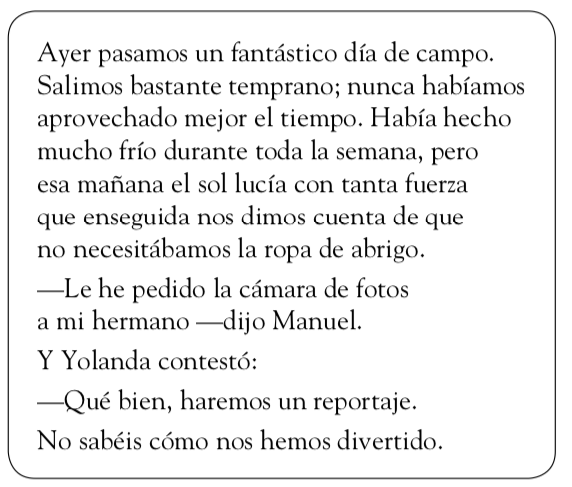 Ayer pasamos un fantástico día de campo.
Salimos bastante temprano; nunca habíamos
aprovechado mejor el tiempo. Había hecho
mucho frío durante toda la semana, pero
esa mañana el sol lucía con tanta fuerza
que enseguida nos dimos cuenta de que
no necesitábamos la ropa de abrigo.
—Le he pedido la cámara de fotos
a mi hermano —dijo Manuel.
Y Yolanda contestó:
—Qué bien, haremos un reportaje.
No sabéis cómo nos hemos divertido.